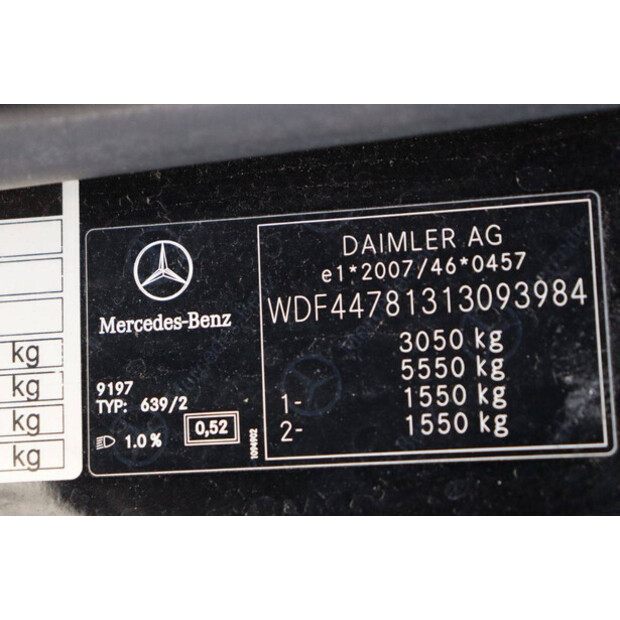 kg
kg
kg
kg
Mercedes-Benz
9197
TYP: 639/2
1.0 %
0,52
1094902
DAIMLER AG
e1*2007/46*0457
WDF44781313093984
3050 kg
5550 kg
1- 1550 kg
2- 1550 kg